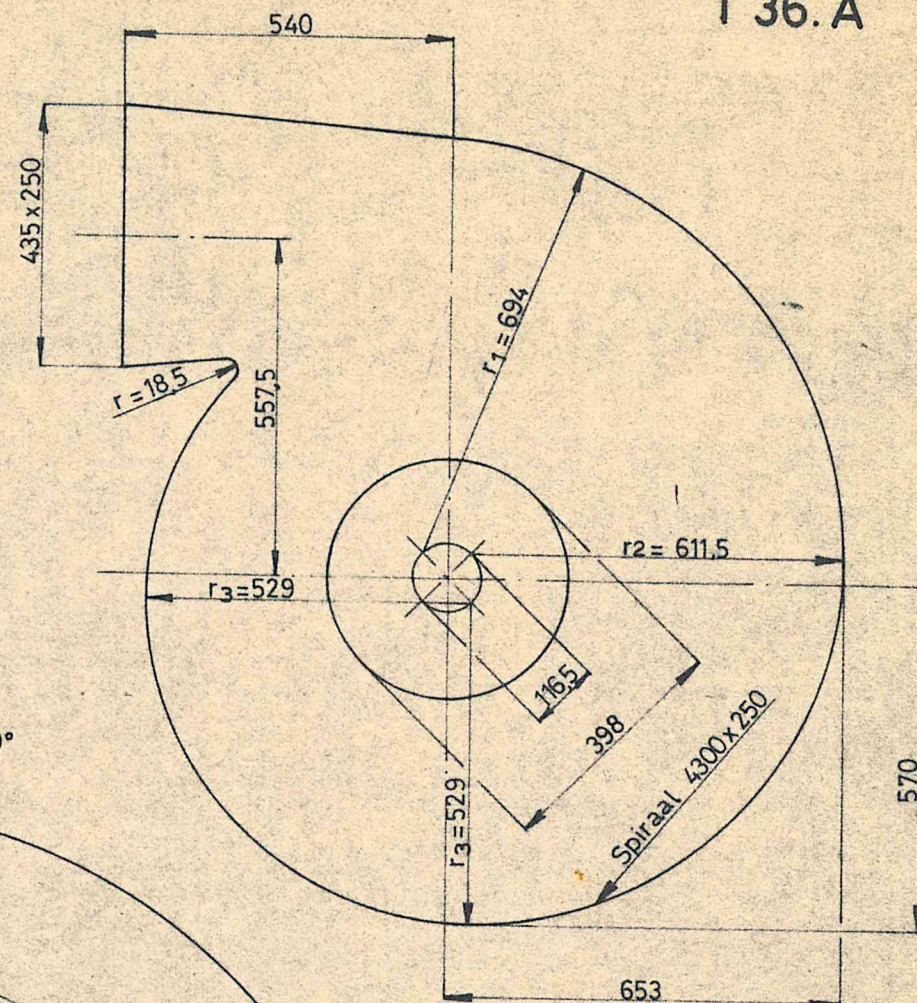 T 36. A
540
435 x 250
r1 = 694
r = 18,5
557,5
r2 = 611,5
r3 = 529
116,5
398
Spiraal 4300 x 250
r3 = 529
570
653